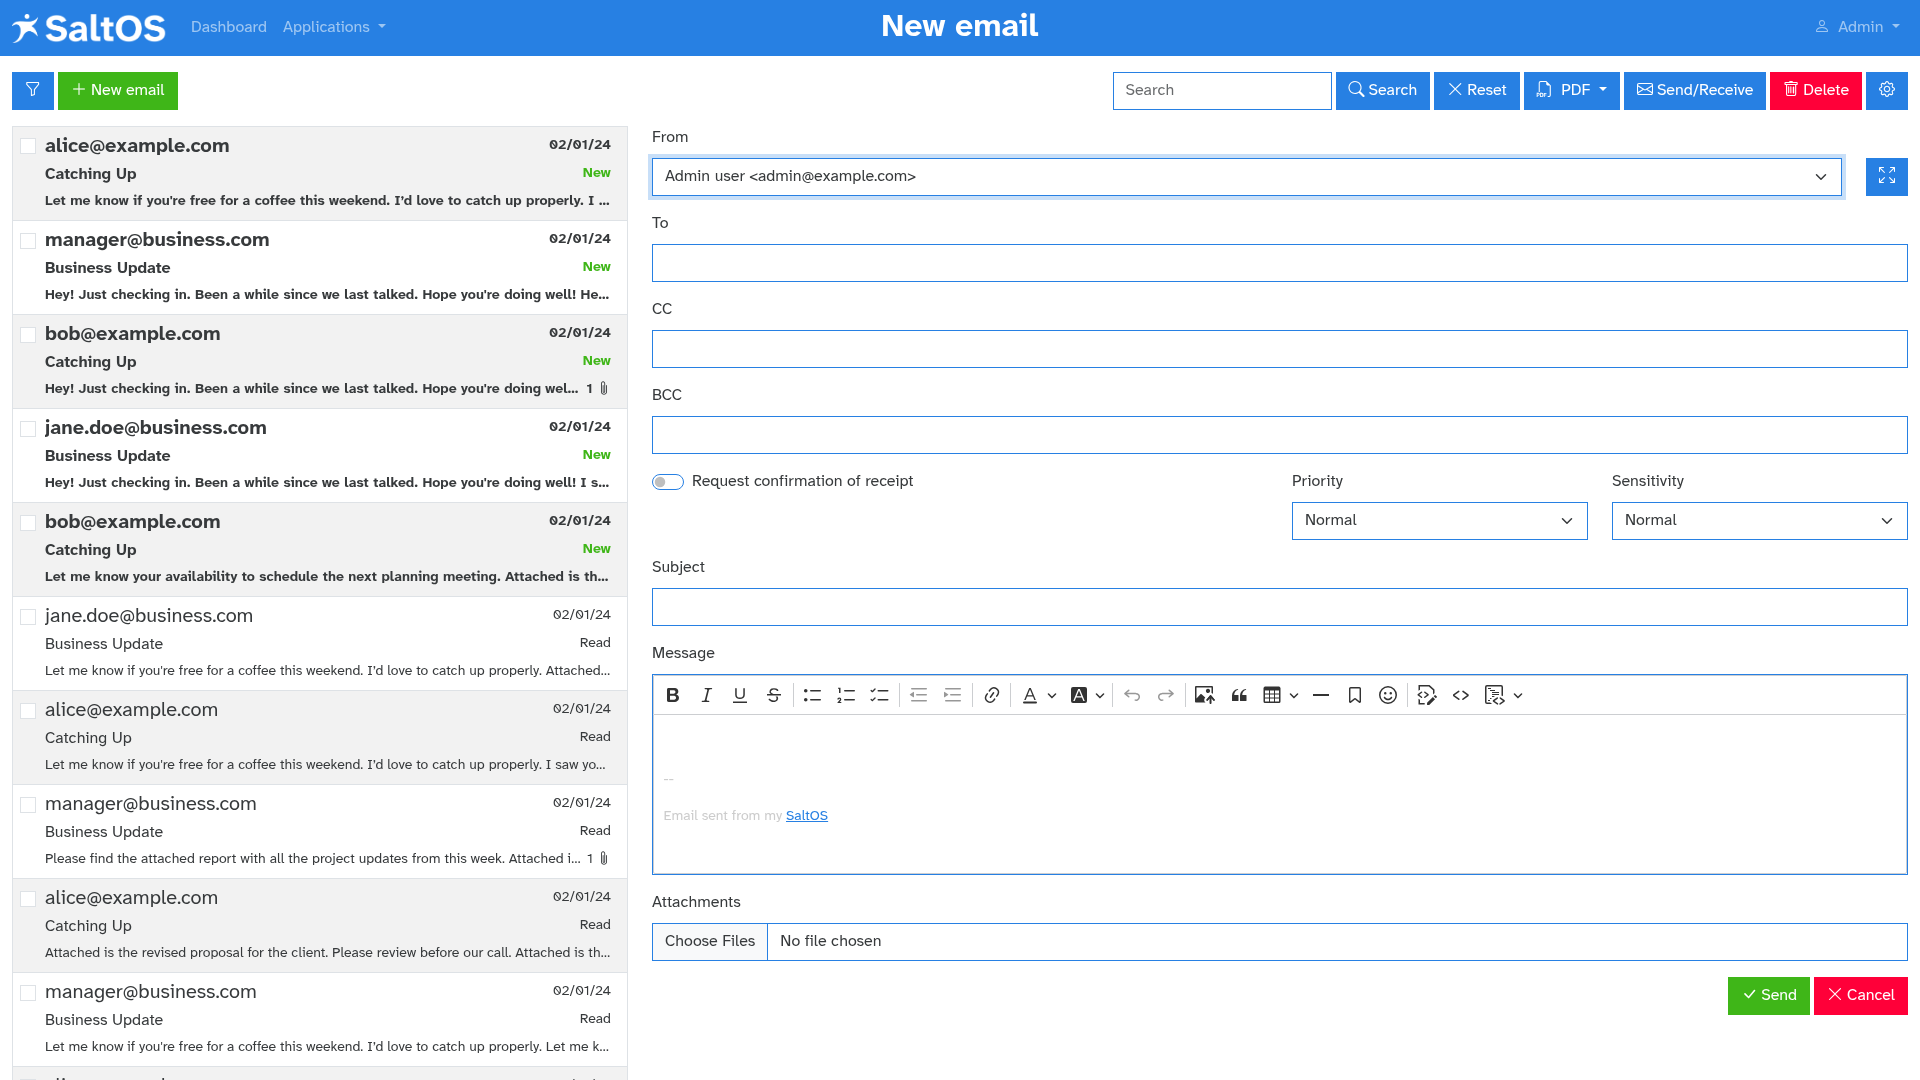 SaltOS
Dashboard
Applications
New email
Admin
New email
Search
Search
Reset
PDF
Send/Receive
Delete
alice@example.com 02/01/24
Catching Up New
Let me know if you're free for a coffee this weekend. I'd love to catch up properly. I ...
manager@business.com 02/01/24
Business Update New
Hey! Just checking in. Been a while since we last talked. Hope you're doing well! He...
bob@example.com 02/01/24
Catching Up New
Hey! Just checking in. Been a while since we last talked. Hope you're doing wel... 1
jane.doe@business.com 02/01/24
Business Update New
Hey! Just checking in. Been a while since we last talked. Hope you're doing well! I s...
bob@example.com 02/01/24
Catching Up New
Let me know your availability to schedule the next planning meeting. Attached is th...
jane.doe@business.com 02/01/24
Business Update Read
Let me know if you're free for a coffee this weekend. I'd love to catch up properly. Attached...
alice@example.com 02/01/24
Catching Up Read
Let me know if you're free for a coffee this weekend. I'd love to catch up properly. I saw yo...
manager@business.com 02/01/24
Business Update Read
Please find the attached report with all the project updates from this week. Attached i... 1
alice@example.com 02/01/24
Catching Up Read
Attached is the revised proposal for the client. Please review before our call. Attached is th...
manager@business.com 02/01/24
Business Update Read
Let me know if you're free for a coffee this weekend. I'd love to catch up properly. Let me k...
From
Admin user <admin@example.com>
To
CC
BCC
Request confirmation of receipt
Priority
Normal
Sensitivity
Normal
Subject
Message
--
Email sent from my SaltOS
Attachments
Choose Files No file chosen
Send
Cancel